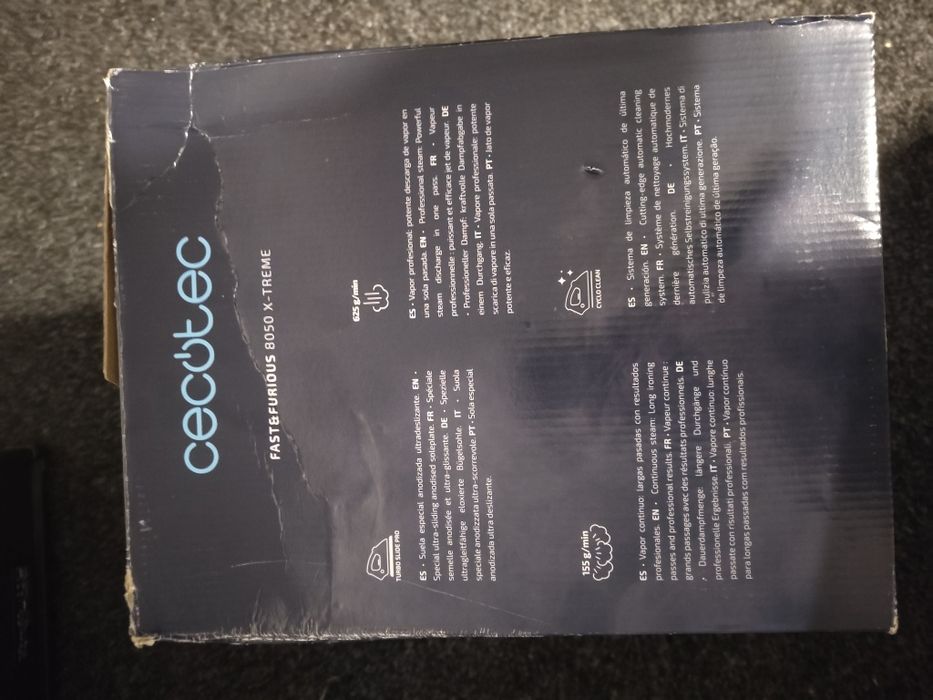 cecotec
FAST&FURIOUS 8050 X-TREME
TURBO SLIDE PRO
ES · Suela especial anodizada ultradeslizante. EN ·
Special ultra-sliding anodised soleplate. FR · Spéciale
semelle anodisée et ultra-glissante. DE · Spezielle
ultragleitfähige eloxierte Bügelsohle. IT · Suola
speciale anodizzata ultra-scorrevole. PT · Sola especial
anodizada ultra deslizante.
625 g/min
ES · Vapor profesional: potente descarga de vapor en
una sola pasada. EN · Professional steam: Powerful
steam discharge in one pass. FR · Vapeur
professionnelle : puissant et efficace jet de vapeur. DE
· Professioneller Dampf: kraftvolle Dampfabgabe in
einem Durchgang. IT · Vapore professionale: potente
scarica di vapore in una sola passata. PT · Jato de vapor
potente e eficaz.
155 g/min
ES · Vapor continuo: largas pasadas con resultados
profesionales. EN · Continuous steam: Long ironing
passes and professional results. FR · Vapeur continue :
grands passages avec des résultats professionnels. DE
· Dauerdampfmenge: längere Durchgänge und
professionelle Ergebnisse. IT · Vapore continuo: lunghe
passate con risultati professionali. PT · Vapor contínuo
para longas passadas com resultados profissionais.
CYCLO CLEAN
ES · Sistema de limpieza automático de última
generación. EN · Cutting-edge automatic cleaning
system. FR · Système de nettoyage automatique de
dernière génération. DE · Hochmodernes
automatisches Selbstreinigungssystem. IT · Sistema di
pulizia automatico di ultima generazione. PT · Sistema
de limpeza automático de última geração.